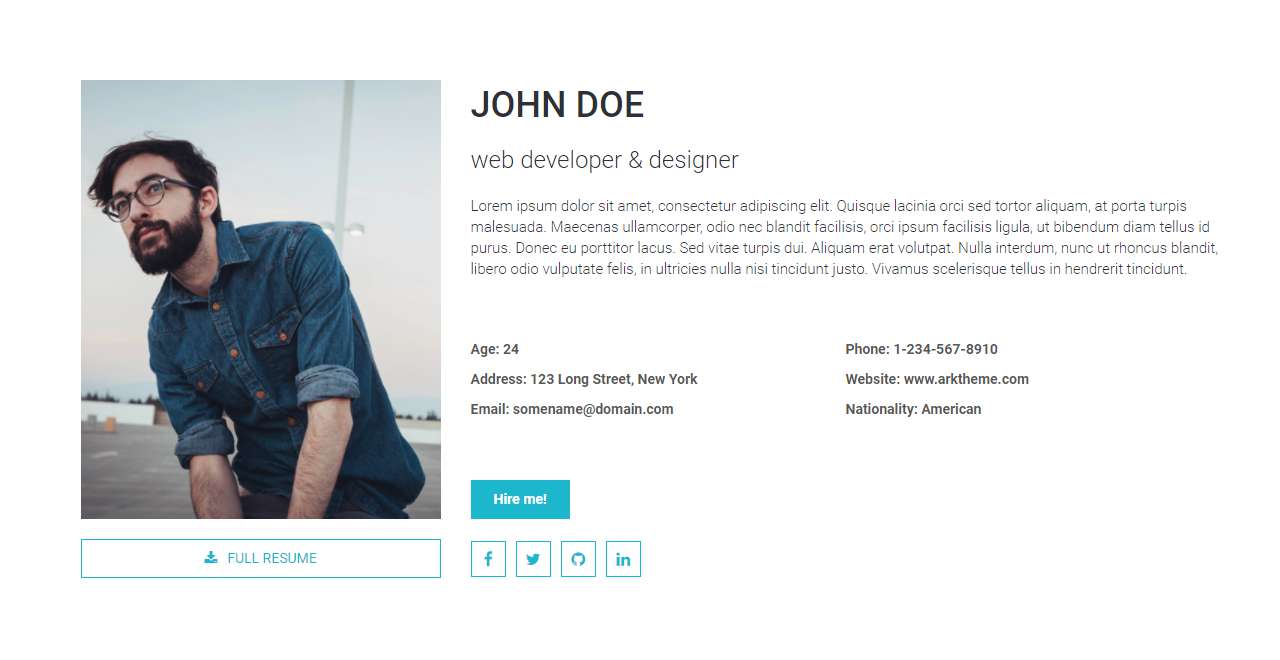 JOHN DOE
web developer & designer
Lorem ipsum dolor sit amet, consectetur adipiscing elit. Quisque lacinia orci sed tortor aliquam, at porta turpis
malesuada. Maecenas ullamcorper, odio nec blandit facilisis, orci ipsum facilisis ligula, ut bibendum diam tellus id
purus. Donec eu porttitor lacus. Sed vitae turpis dui. Aliquam erat volutpat. Nulla interdum, nunc ut rhoncus blandit,
libero odio vulputate felis, in ultricies nulla nisi tincidunt justo. Vivamus scelerisque tellus in hendrerit tincidunt.
Age: 24
Address: 123 Long Street, New York
Email: somename@domain.com
Phone: 1-234-567-8910
Website: www.arktheme.com
Nationality: American
Hire me!
FULL RESUME